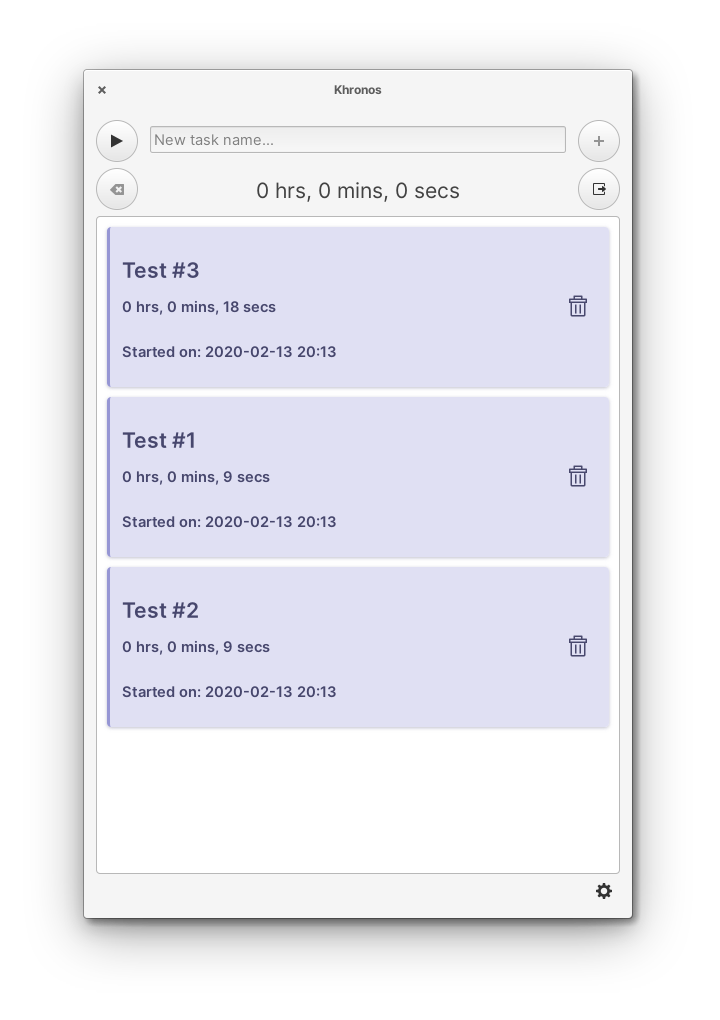 Khronos
New task name...
0 hrs, 0 mins, 0 secs
Test #3
0 hrs, 0 mins, 18 secs
Started on: 2020-02-13 20:13
Test #1
0 hrs, 0 mins, 9 secs
Started on: 2020-02-13 20:13
Test #2
0 hrs, 0 mins, 9 secs
Started on: 2020-02-13 20:13